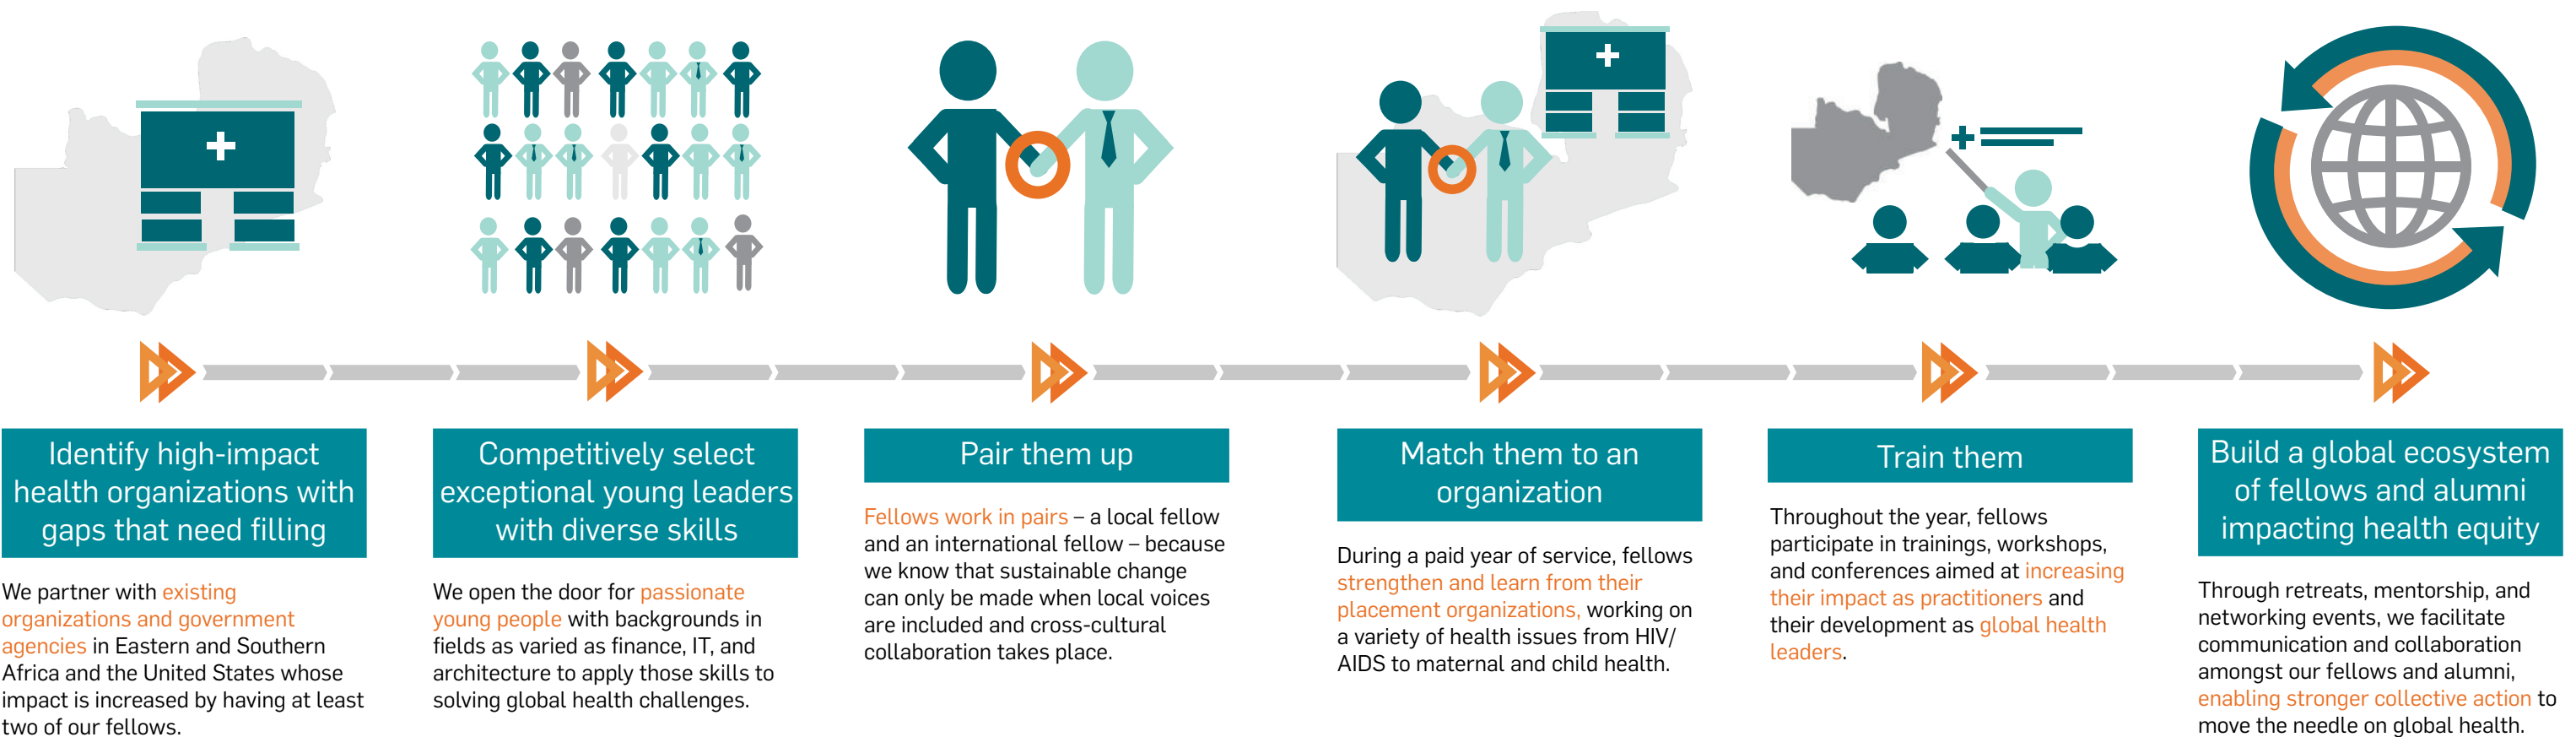 Identify high-impact
health organizations with
gaps that need filling
We partner with existing
organizations and government
agencies in Eastern and Southern
Africa and the United States whose
impact is increased by having at least
two of our fellows.
Competitively select
exceptional young leaders
with diverse skills
We open the door for passionate
young people with backgrounds in
fields as varied as finance, IT, and
architecture to apply those skills to
solving global health challenges.
Pair them up
Fellows work in pairs – a local fellow
and an international fellow – because
we know that sustainable change
can only be made when local voices
are included and cross-cultural
collaboration takes place.
Match them to an
organization
During a paid year of service, fellows
strengthen and learn from their
placement organizations, working on
a variety of health issues from HIV/
AIDS to maternal and child health.
Train them
Throughout the year, fellows
participate in trainings, workshops,
and conferences aimed at increasing
their impact as practitioners and
their development as global health
leaders.
Build a global ecosystem
of fellows and alumni
impacting health equity
Through retreats, mentorship, and
networking events, we facilitate
communication and collaboration
amongst our fellows and alumni,
enabling stronger collective action to
move the needle on global health.